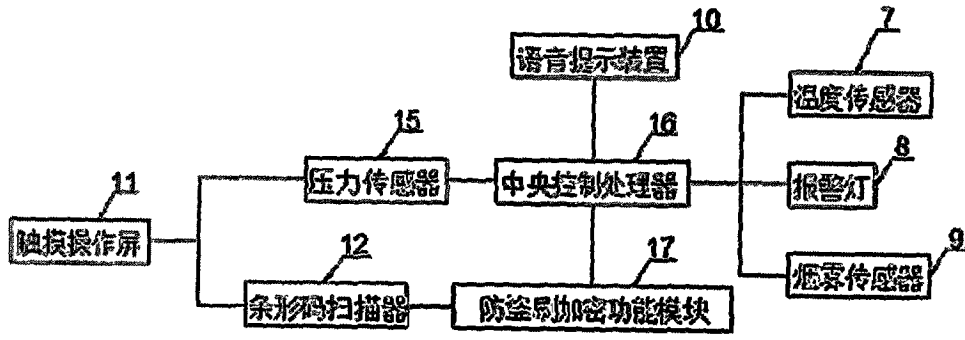 10
语音提示装置
7
温度传感器
15
压力传感器
16
中央控制处理器
8
报警灯
11
触摸操作屏
12
条形码扫描器
17
防盗刷加密功能模块
9
烟雾传感器